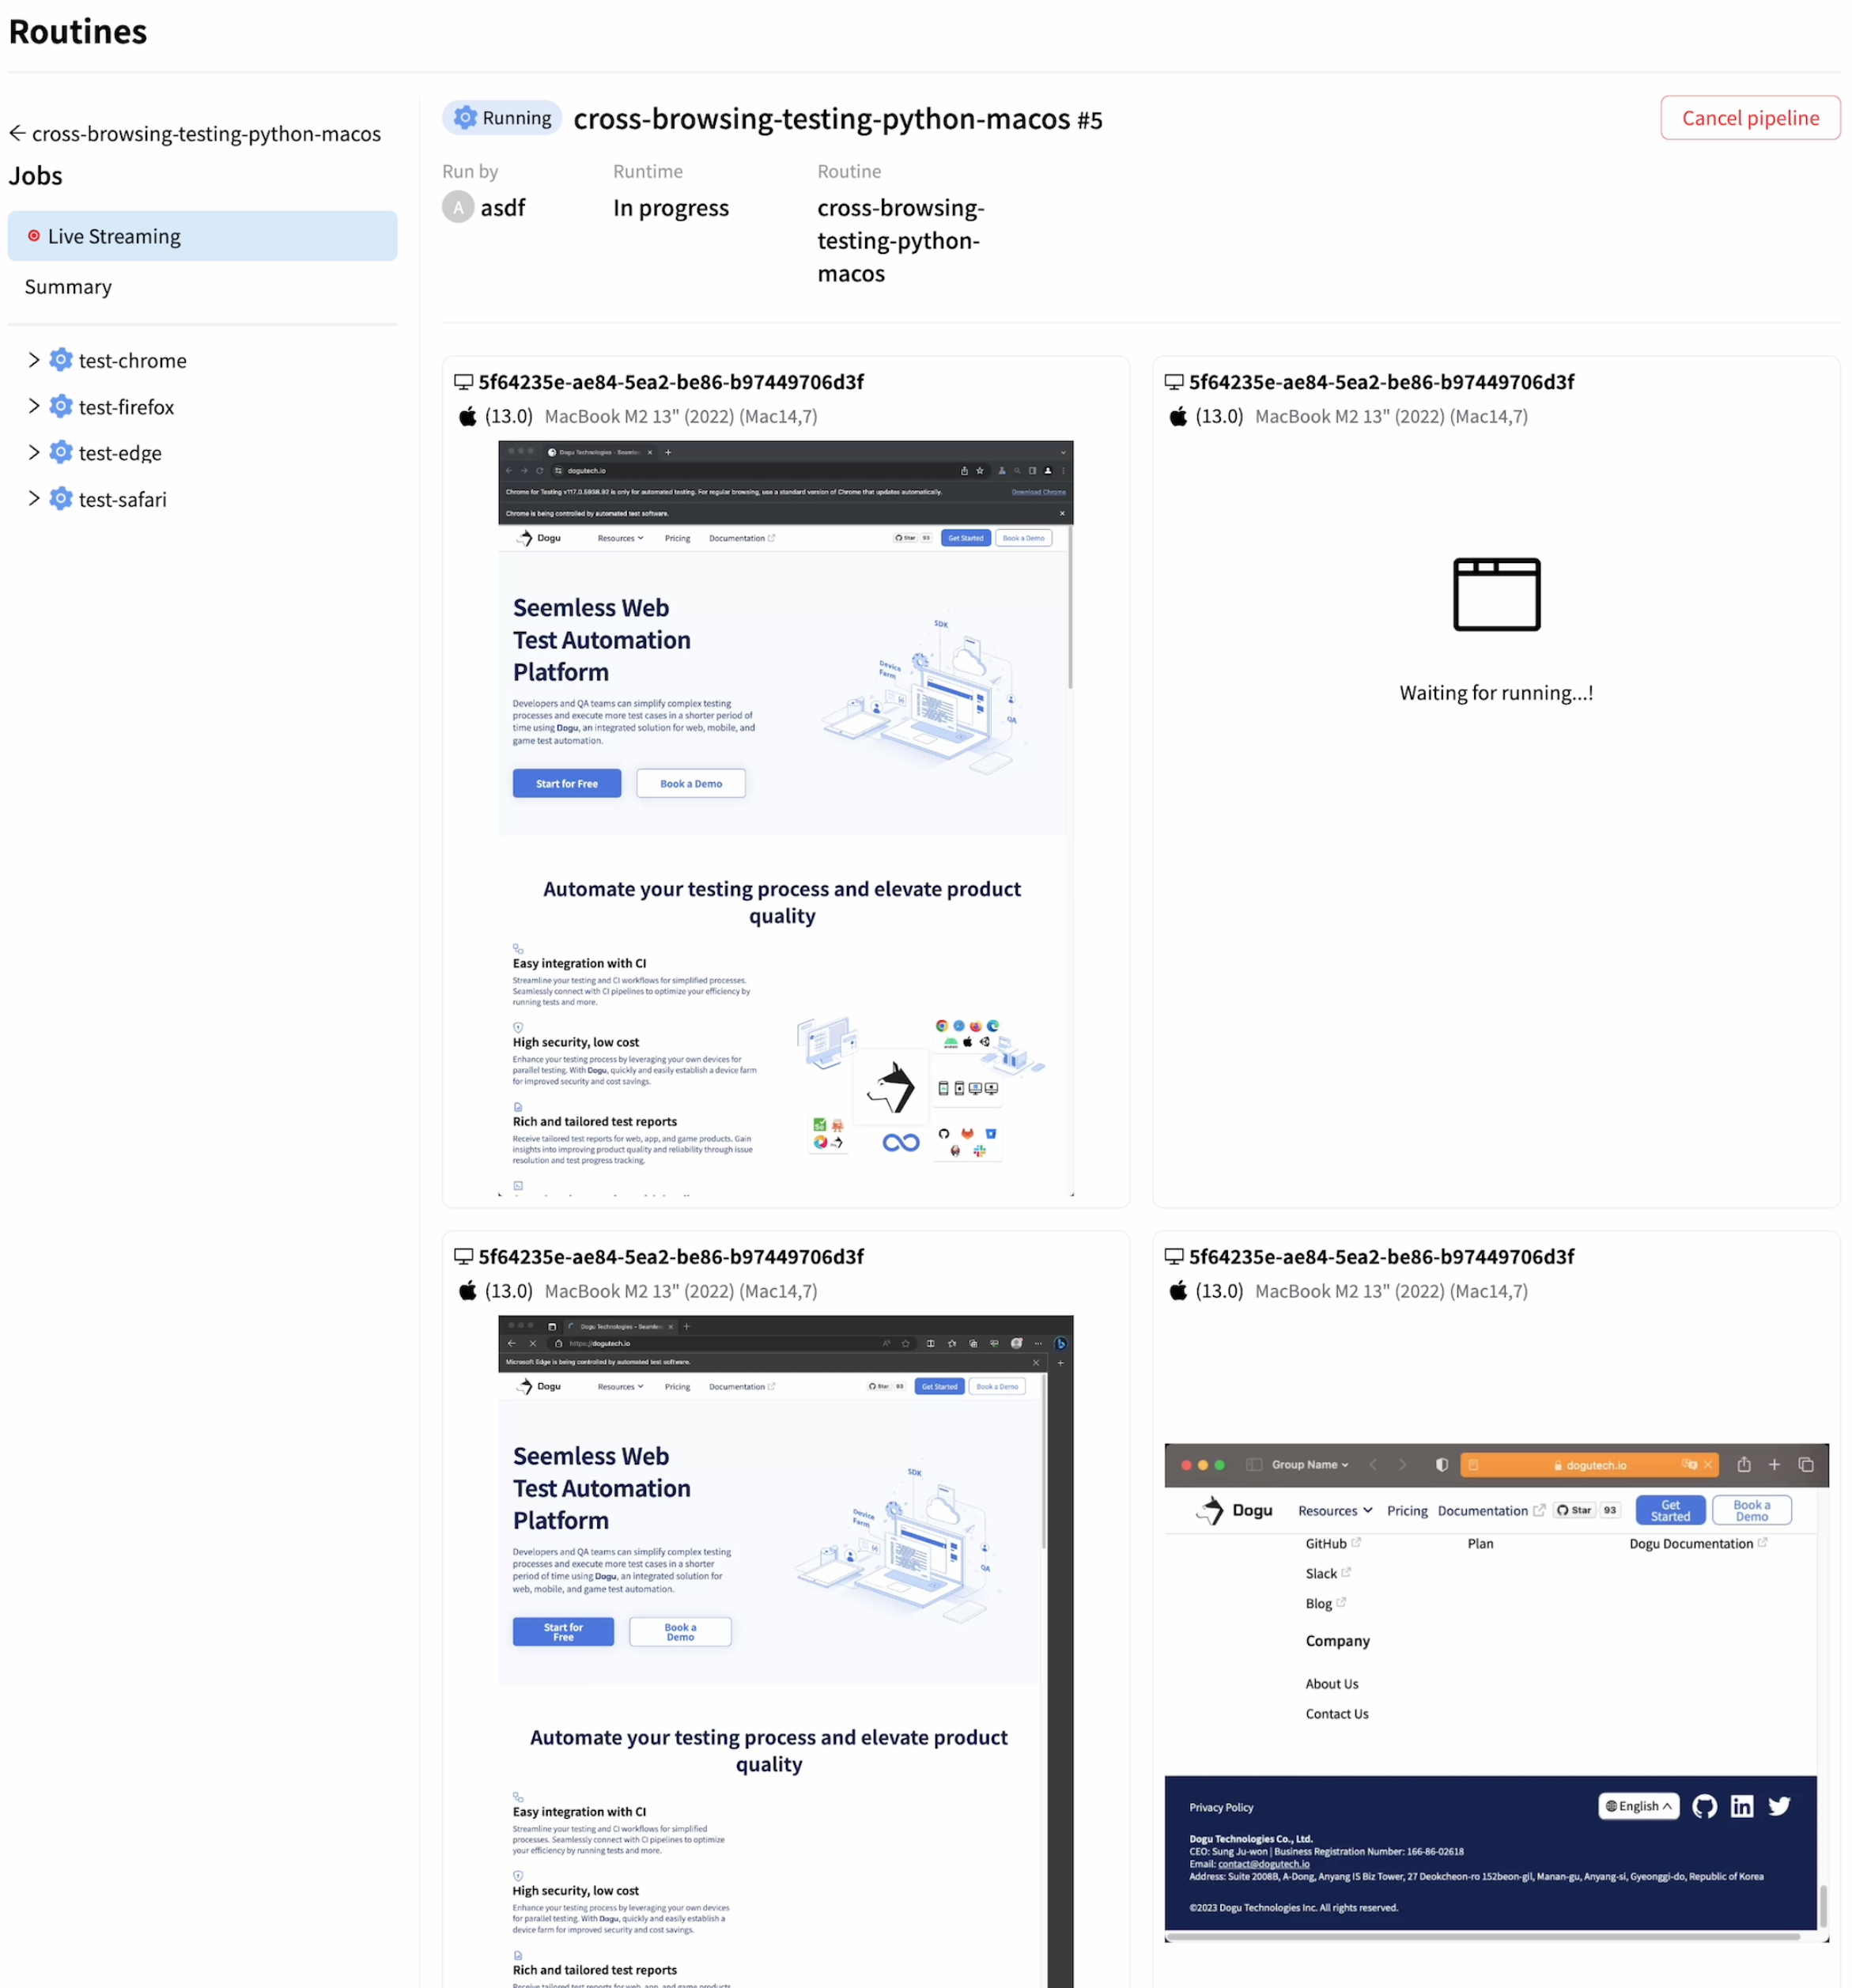 Routines
cross-browsing-testing-python-macos
Jobs
Live Streaming
Summary
test-chrome
test-firefox
test-edge
test-safari
Running cross-browsing-testing-python-macos #5
Cancel pipeline
Run by Runtime Routine
A asdf In progress cross-browsing-
testing-python-
macos
5f64235e-ae84-5ea2-be86-b97449706d3f
(13.0) MacBook M2 13" (2022) (Mac14,7)
Dogu Technologies - Seamles
dogutech.io
Chrome for Testing v117.0.5938.92 is only for automated testing. For regular browsing, use a standard version of Chrome that updates automatically. Download Chrome
Chrome is being controlled by automated test software.
Dogu Resources Pricing Documentation Star 93 Get Started Book a Demo
Seemless Web
Test Automation
Platform
Developers and QA teams can simplify complex testing
processes and execute more test cases in a shorter period of
time using Dogu, an integrated solution for web, mobile, and
game test automation.
Start for Free Book a Demo
SDK
Device
Farm
QA
Automate your testing process and elevate product
quality
Easy integration with CI
Streamline your testing and CI workflows for simplified processes.
Seamlessly connect with CI pipelines to optimize your efficiency by
running tests and more.
High security, low cost
Enhance your testing process by leveraging your own devices for
parallel testing. With Dogu, quickly and easily establish a device farm
for improved security and cost savings.
Rich and tailored test reports
Receive tailored test reports for web, app, and game products. Gain
insights into improving product quality and reliability through issue
resolution and test progress tracking.
5f64235e-ae84-5ea2-be86-b97449706d3f
(13.0) MacBook M2 13" (2022) (Mac14,7)
Waiting for running...!
5f64235e-ae84-5ea2-be86-b97449706d3f
(13.0) MacBook M2 13" (2022) (Mac14,7)
Dogu Technologies - Seamles
https://dogutech.io
Microsoft Edge is being controlled by automated test software.
Dogu Resources Pricing Documentation Star 93 Get Started Book a Demo
Seemless Web
Test Automation
Platform
Developers and QA teams can simplify complex testing
processes and execute more test cases in a shorter
period of time using Dogu, an integrated solution for
web, mobile, and game test automation.
Start for
Free
Book a
Demo
SDK
Device
Farm
QA
Automate your testing process and elevate product
quality
Easy integration with CI
Streamline your testing and CI workflows for simplified
processes. Seamlessly connect with CI pipelines to optimize
your efficiency by running tests and more.
High security, low cost
Enhance your testing process by leveraging your own devices
for parallel testing. With Dogu, quickly and easily establish a
device farm for improved security and cost savings.
Rich and tailored test reports
Receive tailored test reports for web, app, and game products
5f64235e-ae84-5ea2-be86-b97449706d3f
(13.0) MacBook M2 13" (2022) (Mac14,7)
Group Name dogutech.io
Dogu Resources Pricing Documentation Star 93 Get
Started
Book a
Demo
GitHub Plan Dogu Documentation
Slack
Blog
Company
About Us
Contact Us
Privacy Policy English
Dogu Technologies Co., Ltd.
CEO: Sung Ju-won | Business Registration Number: 166-86-02618
Email: contact@dogutech.io
Address: Suite 2008B, A-Dong, Anyang IS Biz Tower, 27 Deokcheon-ro 152beon-gil, Manan-gu, Anyang-si, Gyeonggi-do, Republic of Korea
©2023 Dogu Technologies Inc. All rights reserved.